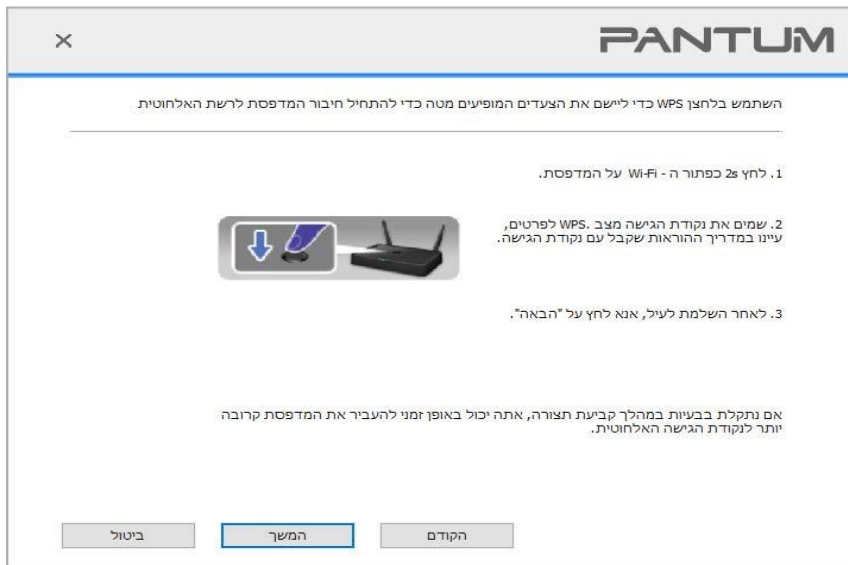 PANTUM
השתמש בלחצן WPS כדי ליישם את הצעדים המופיעים מטה כדי להתחיל חיבור המדפסת לרשת האלחוטית
1. לחץ 2s כפתור ה - Wi-Fi על המדפסת.
2. שמים את נקודת הגישה מצב .WPS לפרטים,
עיינו במדריך ההוראות שקבל עם נקודת הגישה.
3. לאחר השלמת לעיל, אנא לחץ על "הבאה".
אם נתקלת בבעיות במהלך קביעת תצורה, אתה יכול באופן זמני להעביר את המדפסת קרובה
יותר לנקודת הגישה האלחוטית.
הקודם
המשך
ביטול